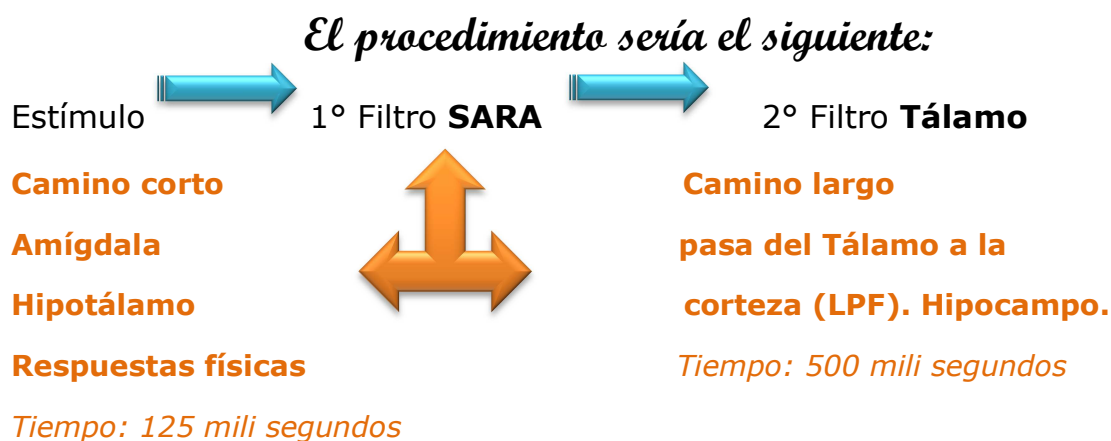 El procedimiento sería el siguiente:
Estímulo 1° Filtro SARA 2° Filtro Tálamo
Camino corto Camino largo
Amígdala pasa del Tálamo a la
Hipotálamo corteza (LPF). Hipocampo.
Respuestas físicas Tiempo: 500 mili segundos
Tiempo: 125 mili segundos